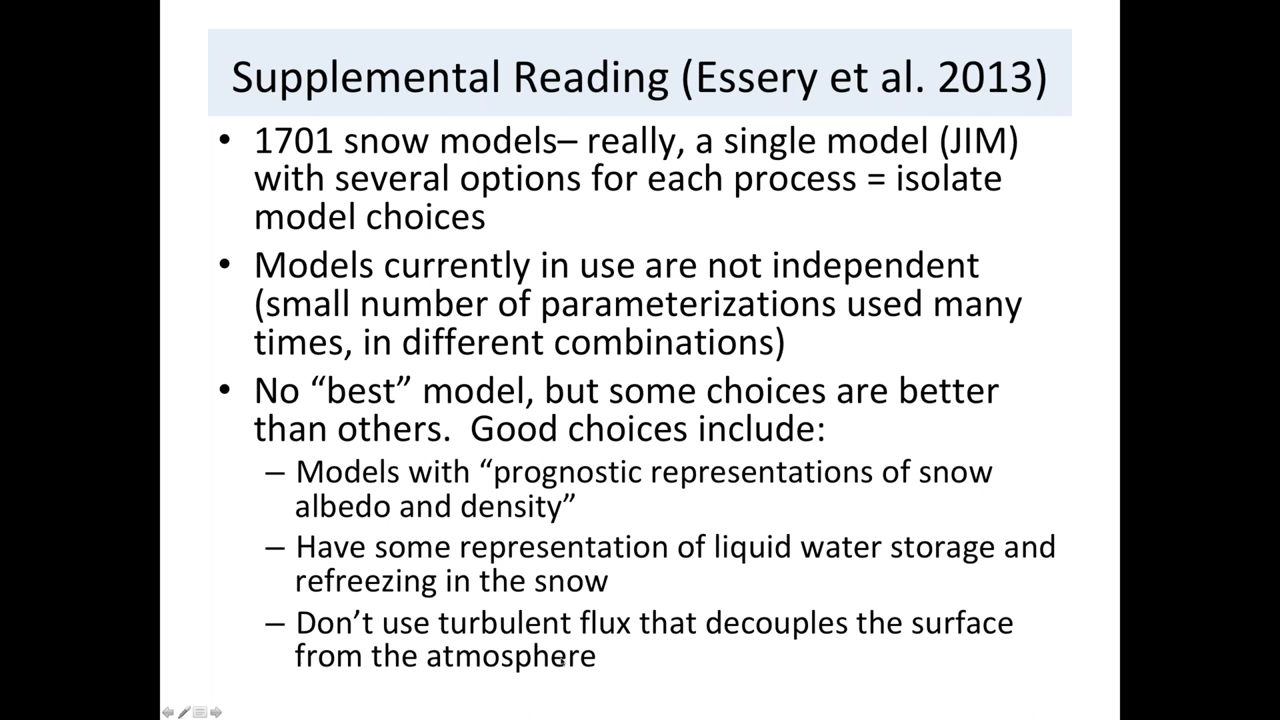 Supplemental Reading (Essery et al. 2013)
• 1701 snow models– really, a single model (JIM)
with several options for each process = isolate
model choices
• Models currently in use are not independent
(small number of parameterizations used many
times, in different combinations)
• No “best” model, but some choices are better
than others.  Good choices include:
– Models with “prognostic representations of snow
albedo and density”
– Have some representation of liquid water storage and
refreezing in the snow
– Don’t use turbulent flux that decouples the surface
from the atmosphere